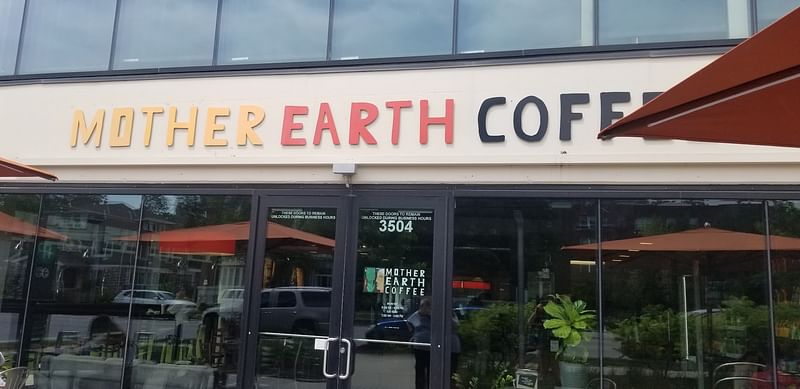 MOTHER EARTH COFFE
THESE DOORS TO REMAIN
UNLOCKED DURING BUSINESS HOURS
THESE DOORS TO REMAIN
UNLOCKED DURING BUSINESS HOURS
3504
MOTHER
EARTH
COFFEE